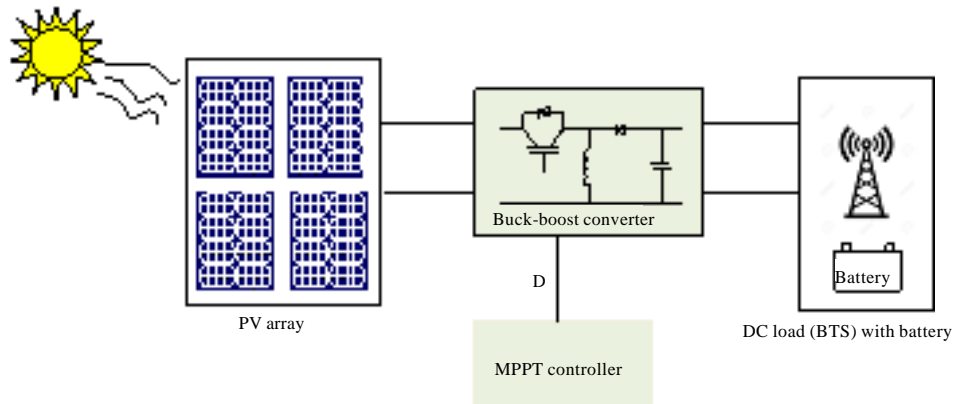 Buck-boost converter
Battery
D
PV array
DC load (BTS) with battery
MPPT controller